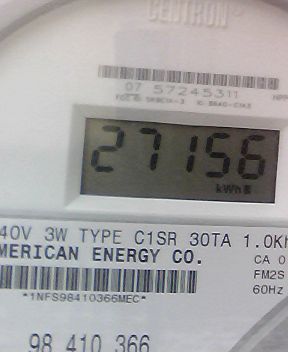 CENTRON®
07 57245311
27156
kWh
40V 3W TYPE C1SR 30TA 1.0Kh
MERICAN ENERGY CO.
CA 0
FM2S
60Hz
*1NFS98410366MEC*
98 410 366